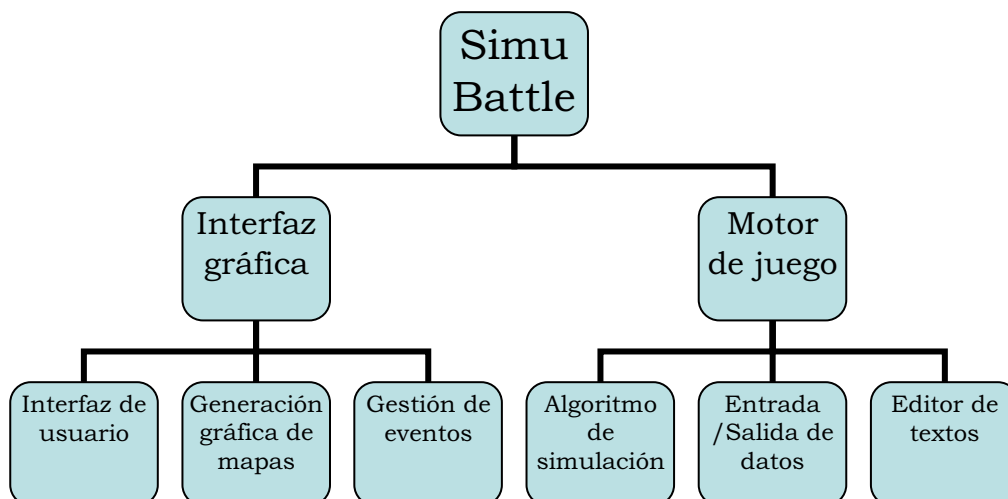 Simu
Battle
Interfaz
gráfica
Motor
de juego
Interfaz de
usuario
Generación
gráfica de
mapas
Gestión de
eventos
Algoritmo
de
simulación
Entrada
/Salida de
datos
Editor de
textos